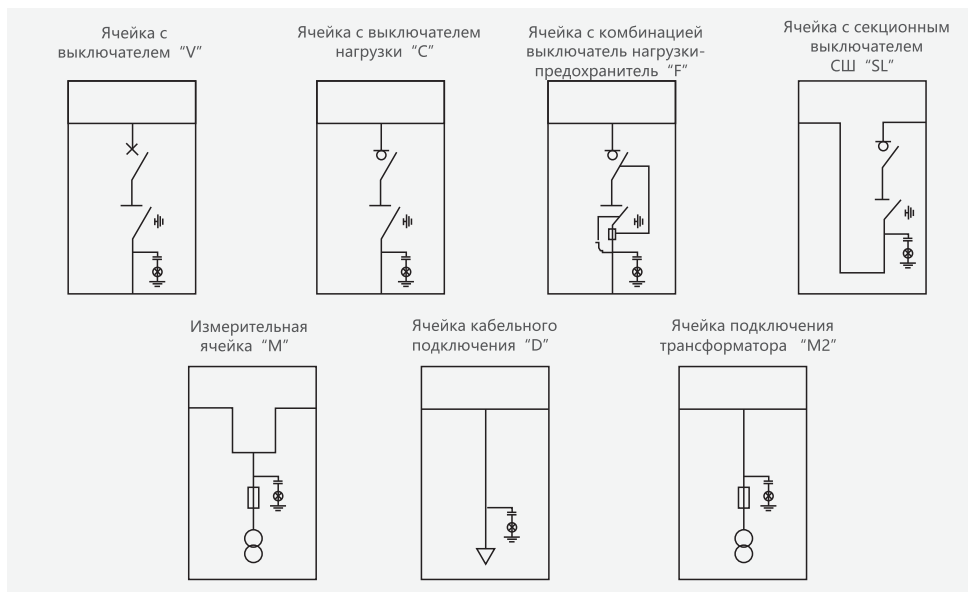 Ячейка с
выключателем “V”
Ячейка с выключателем
нагрузки “C”
Ячейка с комбинацией
выключатель нагрузки-
предохранитель “F”
Ячейка с секционным
выключателем
СШ “SL”
Измерительная
ячейка “M”
Ячейка кабельного
подключения “D”
Ячейка подключения
трансформатора “M2”